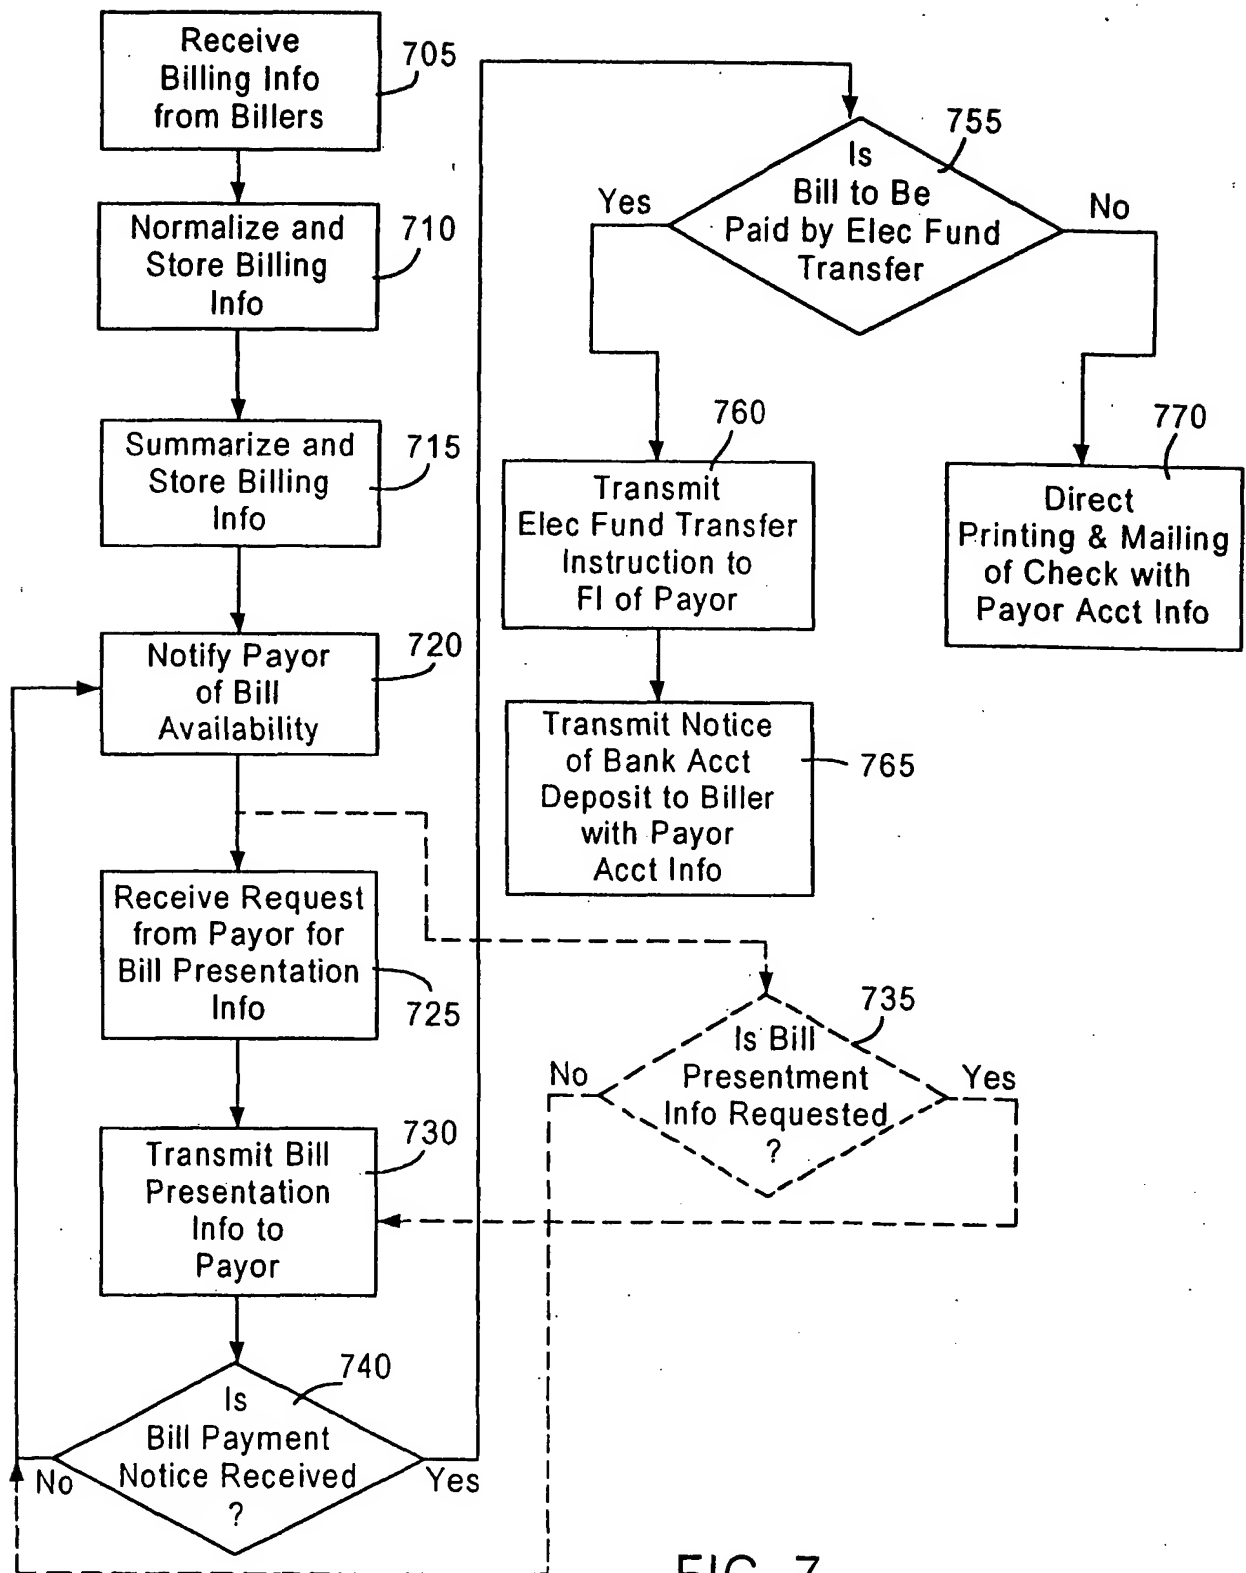 Receive
Billing Info
from Billers
705
Normalize and
Store Billing
Info
710
Summarize and
Store Billing
Info
715
Notify Payor
of Bill
Availability
720
Receive Request
from Payor for
Bill Presentation
Info
725
Transmit Bill
Presentation
Info to
Payor
730
Is
Bill Payment
Notice Received
?
740
No
Yes
Is
Bill to Be
Paid by Elec Fund
Transfer
755
Yes
No
Transmit
Elec Fund Transfer
Instruction to
FI of Payor
760
Direct
Printing & Mailing
of Check with
Payor Acct Info
770
Transmit Notice
of Bank Acct
Deposit to Biller
with Payor
Acct Info
765
Is Bill
Presentment
Info Requested
?
735
No
Yes
FIG. 7